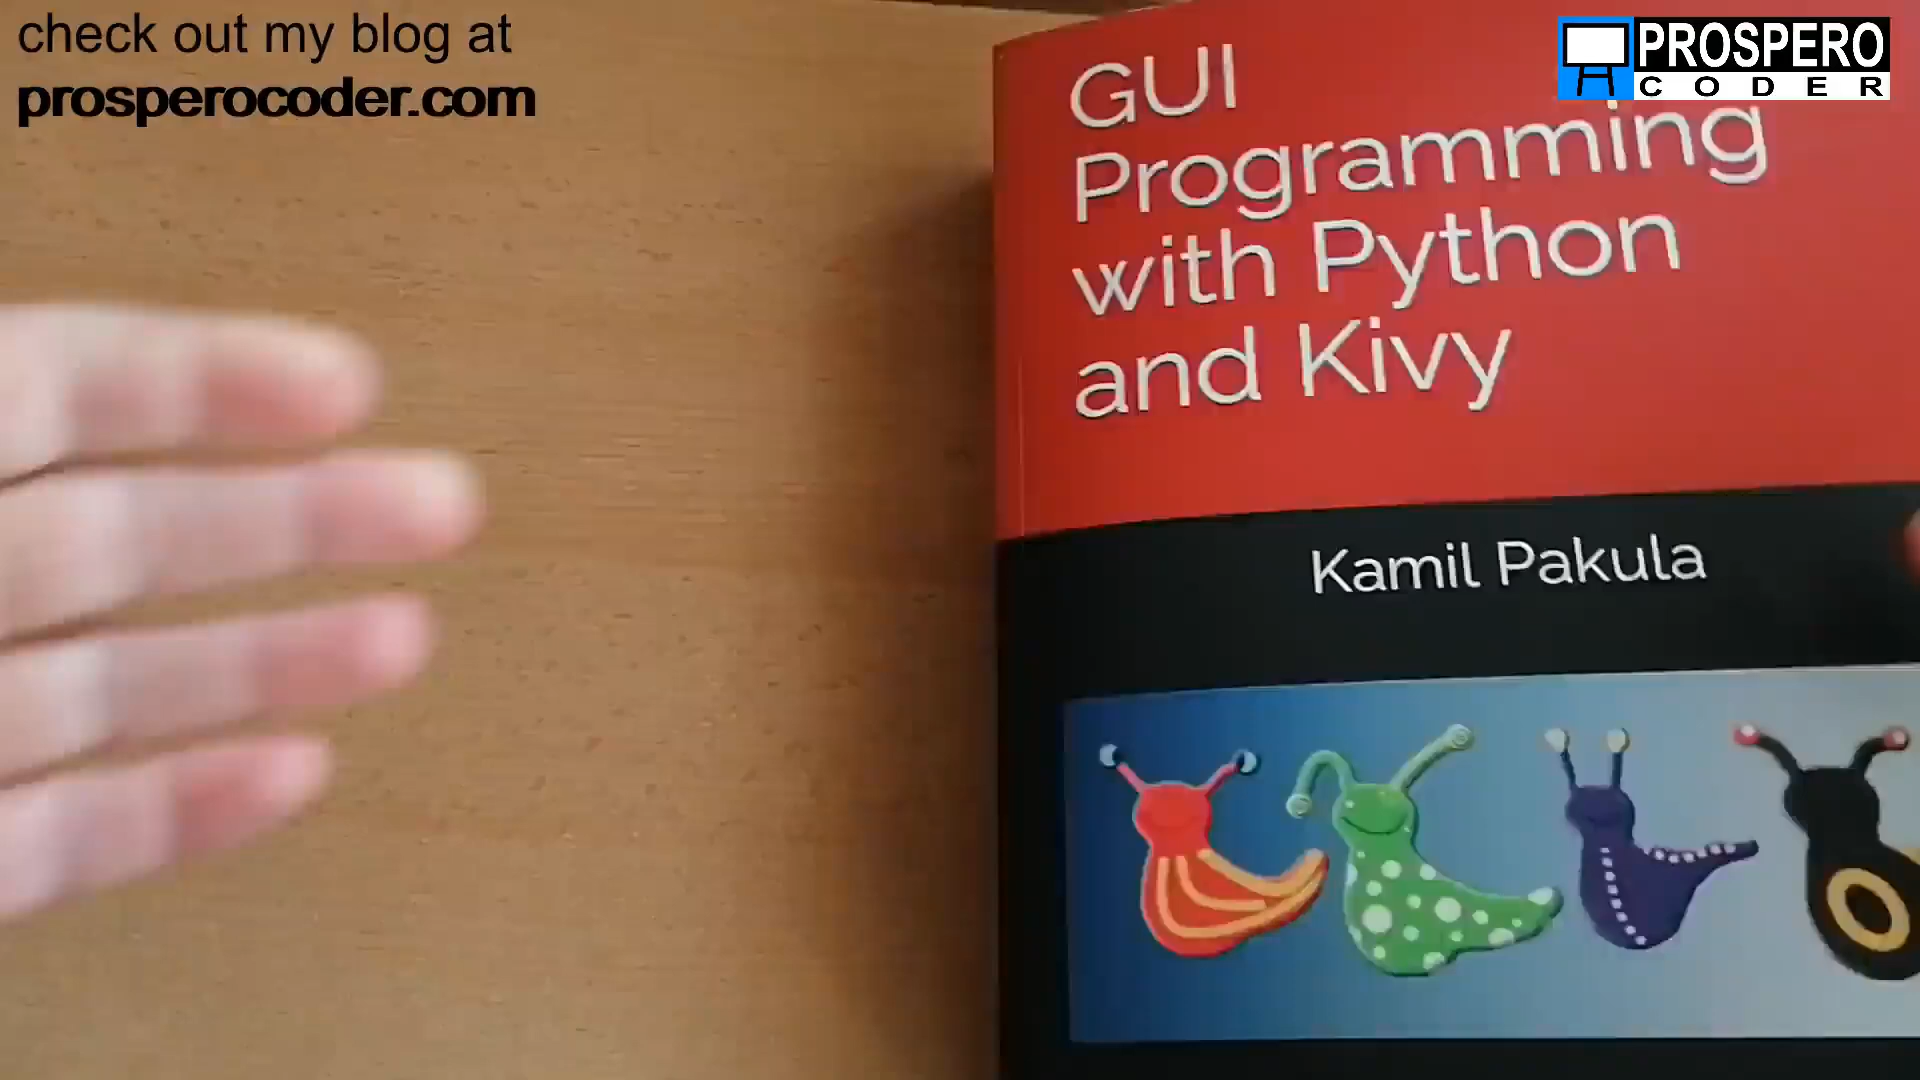 check out my blog at
prosperocoder.com
PROSPERO
CODER
GUI
Programming
with Python
and Kivy
Kamil Pakula